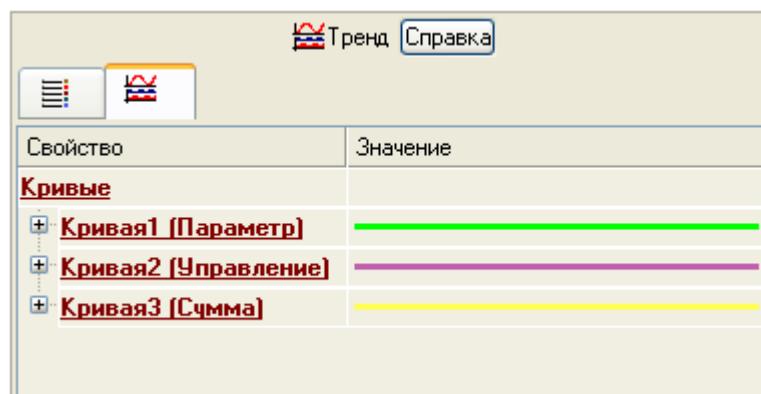 Тренд Справка
Свойство Значение
Кривые
Кривая1 (Параметр)
Кривая2 (Управление)
Кривая3 (Сумма)